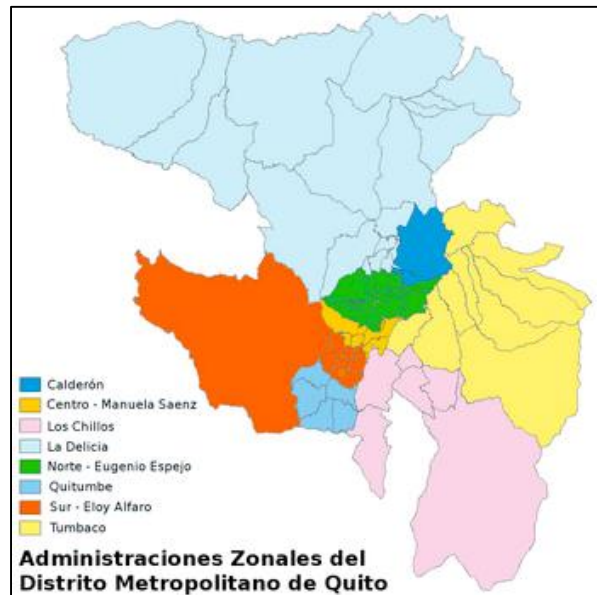 Calderón
Centro - Manuela Saenz
Los Chillos
La Delicia
Norte - Eugenio Espejo
Quitumbe
Sur - Eloy Alfaro
Tumbaco
Administraciones Zonales del
Distrito Metropolitano de Quito